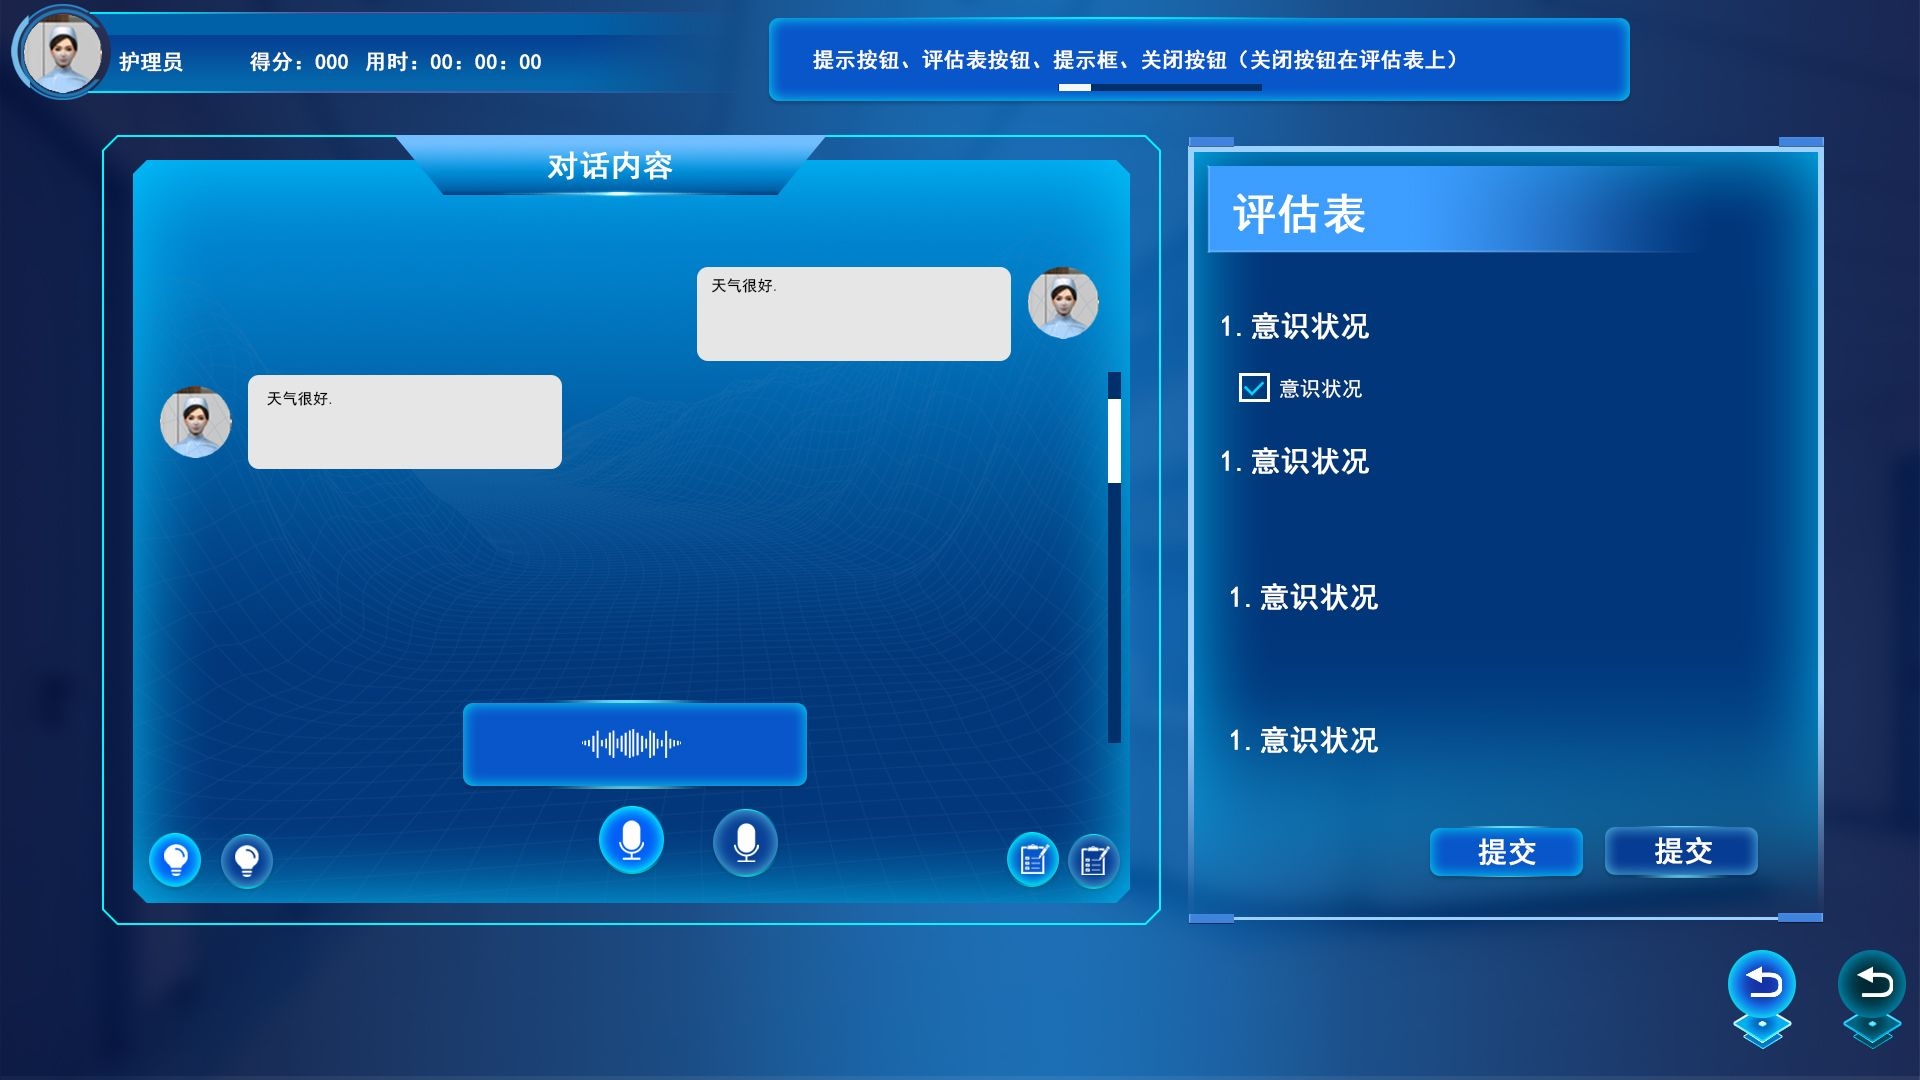 护理员 得分：000 用时：00：00：00
提示按钮、评估表按钮、提示框、关闭按钮（关闭按钮在评估表上）
对话内容
天气很好.
天气很好.
评估表
1.意识状况
意识状况
1.意识状况
1.意识状况
1.意识状况
提交 提交